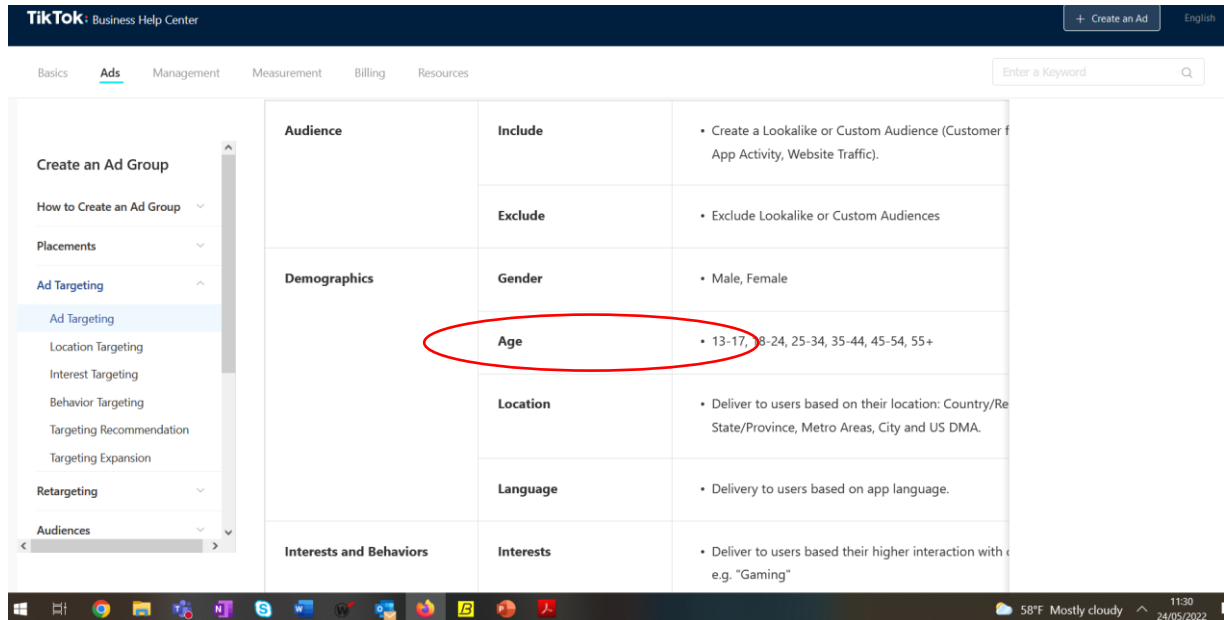 TikTok: Business Help Center
+ Create an Ad
English
Basics
Ads
Management
Measurement
Billing
Resources
Enter a Keyword
Create an Ad Group
How to Create an Ad Group
Placements
Ad Targeting
Ad Targeting
Location Targeting
Interest Targeting
Behavior Targeting
Targeting Recommendation
Targeting Expansion
Retargeting
Audiences
Audience
Include
• Create a Lookalike or Custom Audience (Customer f
App Activity, Website Traffic).
Exclude
• Exclude Lookalike or Custom Audiences
Demographics
Gender
• Male, Female
Age
• 13-17, 18-24, 25-34, 35-44, 45-54, 55+
Location
• Deliver to users based on their location: Country/Re
State/Province, Metro Areas, City and US DMA.
Language
• Delivery to users based on app language.
Interests and Behaviors
Interests
• Deliver to users based their higher interaction with
e.g. "Gaming"
58°F Mostly cloudy
11:30
24/05/2022